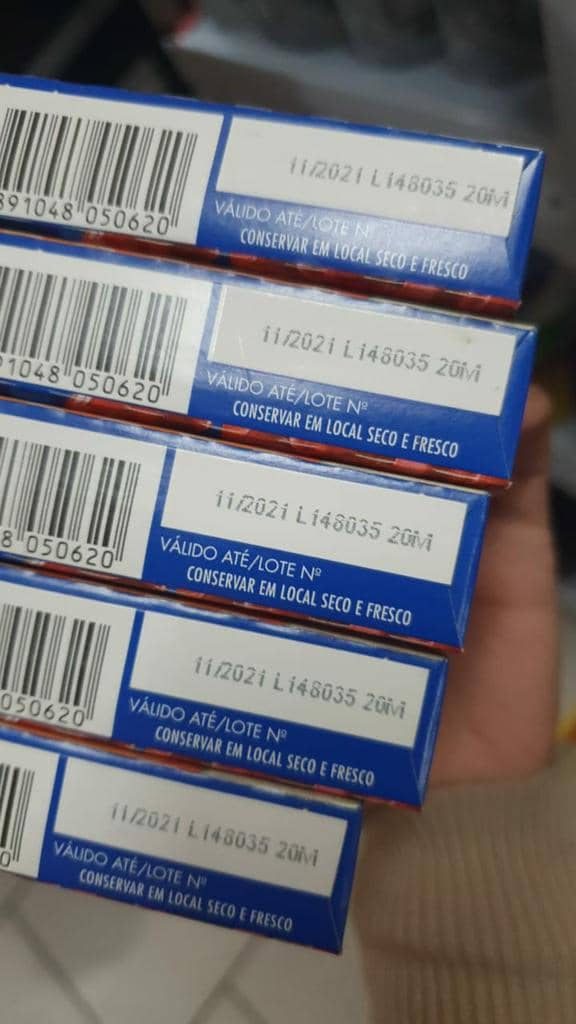 11/2021 L148035 20M
891048 050620
VÁLIDO ATÉ/LOTE N
CONSERVAR EM LOCAL SECO E FRESCO
11/2021 L148035 20M
91048 050620
VÁLIDO ATÉ/LOTE Nº
CONSERVAR EM LOCAL SECO E FRESCO
11/2021 L148035 20M
8 050620
VÁLIDO ATÉ/LOTE Nº
CONSERVAR EM LOCAL SECO E FRESCO
11/2021 L148035 20M
050620
VÁLIDO ATÉ/LOTE Nº
CONSERVAR EM LOCAL SECO E FRESCO
11/2021 L148035 20M
0
VÁLIDO ATÉ/LOTE Nº
CONSERVAR EM LOCAL SECO E FRESCO